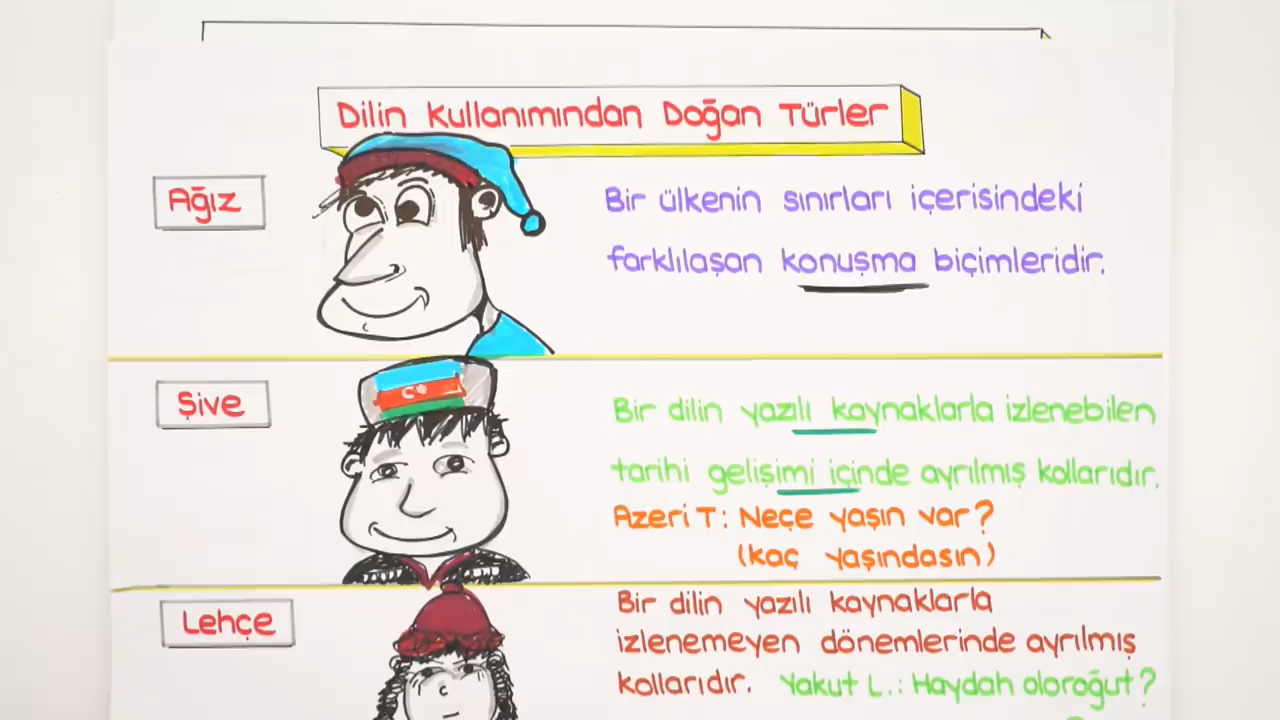 Dilin Kullanımından Doğan Türler
Ağız
Bir ülkenin sınırları içerisindeki
farklılaşan konuşma biçimleridir.
Şive
Bir dilin yazılı kaynaklarla izlenebilen
tarihi gelişimi içinde ayrılmış kollarıdır.
Azeri T: Neçe yaşın var?
(kaç yaşındasın)
Lehçe
Bir dilin yazılı kaynaklarla
izlenemeyen dönemlerinde ayrılmış
kollarıdır. Yakut L.: Haydah oloroğut?